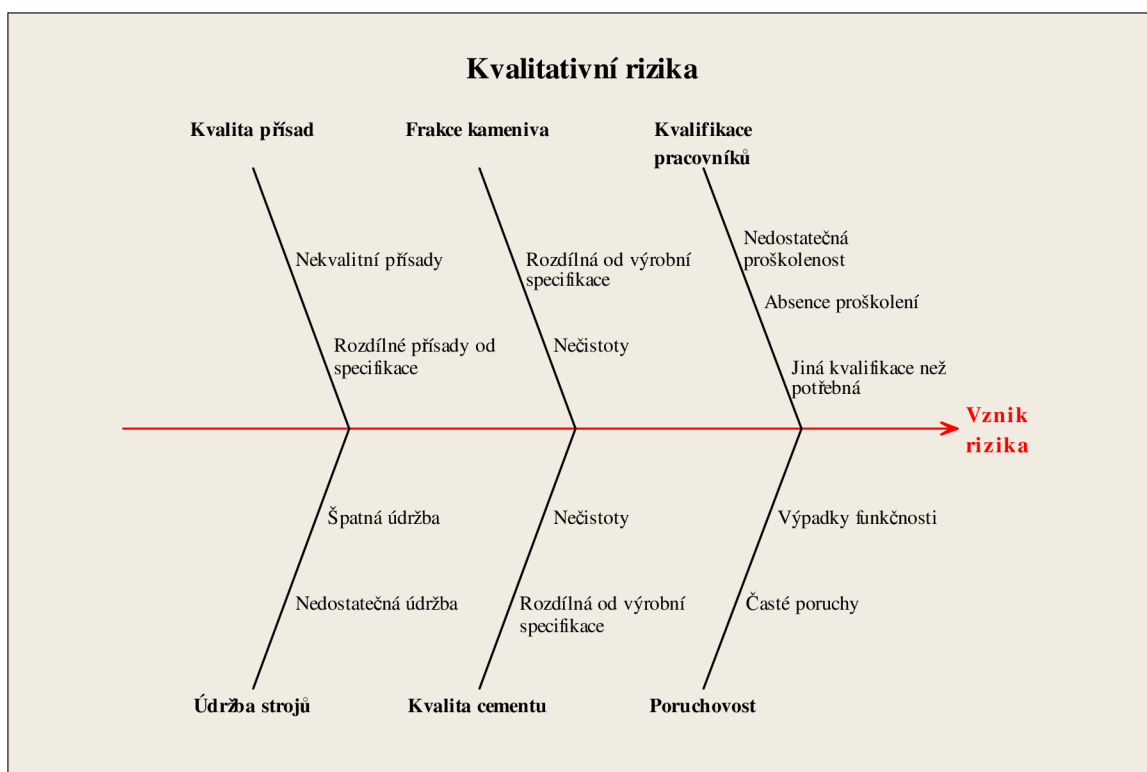 Kvalitativní rizika
Kvalita přísad
Frakce kameniva
Kvalifikace
pracovníků
Nekvalitní přísady
Rozdílné přísady od
specifikace
Rozdílná od výrobní
specifikace
Nečistoty
Nedostatečná
proškolenost
Absence proškolení
Jiná kvalifikace než
potřebná
Vznik
rizika
Špatná údržba
Nedostatečná údržba
Nečistoty
Rozdílná od výrobní
specifikace
Výpadky funkčnosti
Časté poruchy
Údržba strojů
Kvalita cementu
Poruchovost